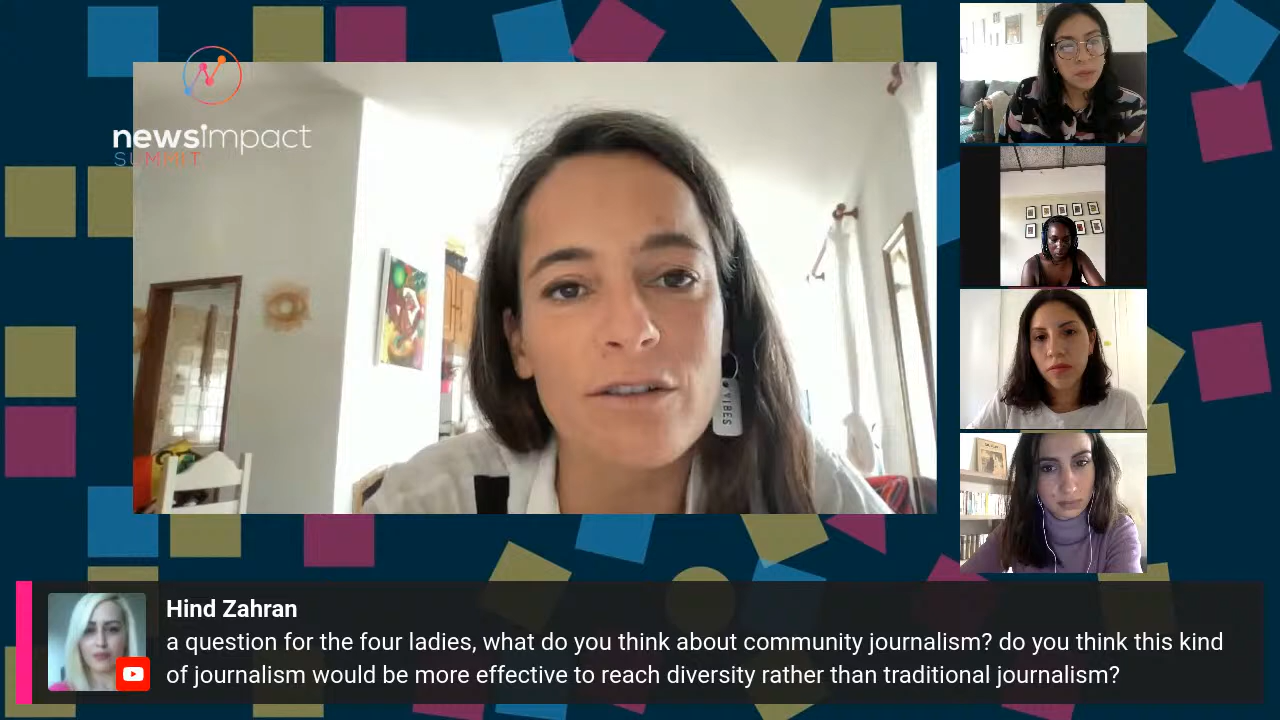 newsimpact
SUMMIT
VIBES
Hind Zahran
a question for the four ladies, what do you think about community journalism? do you think this kind
of journalism would be more effective to reach diversity rather than traditional journalism?